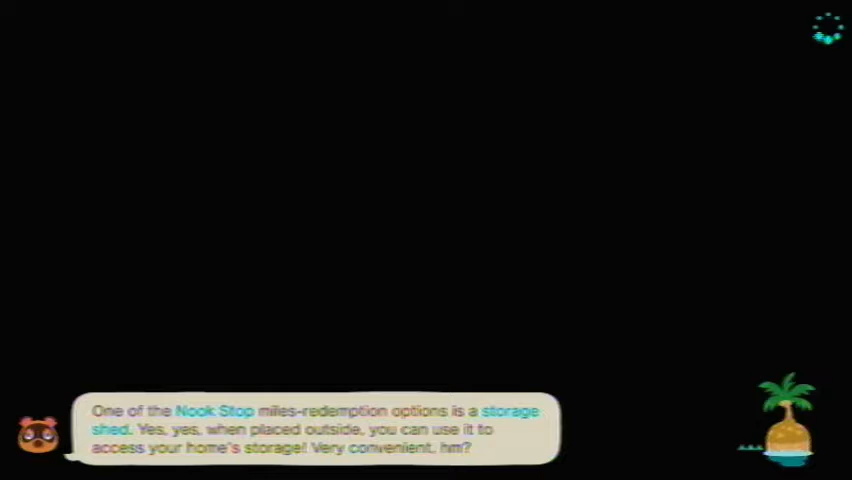 One of the Nook Stop miles-redemption options is a storage
shed. Yes, yes, when placed outside, you can use it to
access your home's storage! Very convenient, hm?